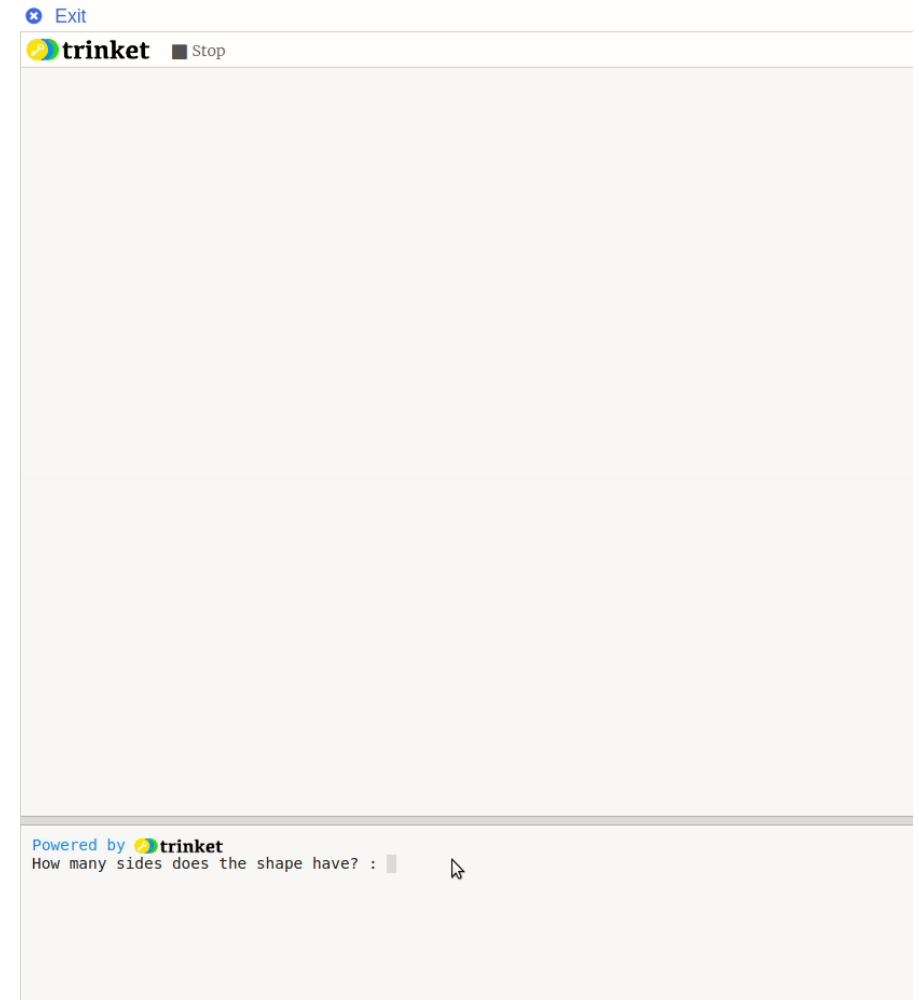 Exit
trinket Stop
Powered by trinket
How many sides does the shape have? :